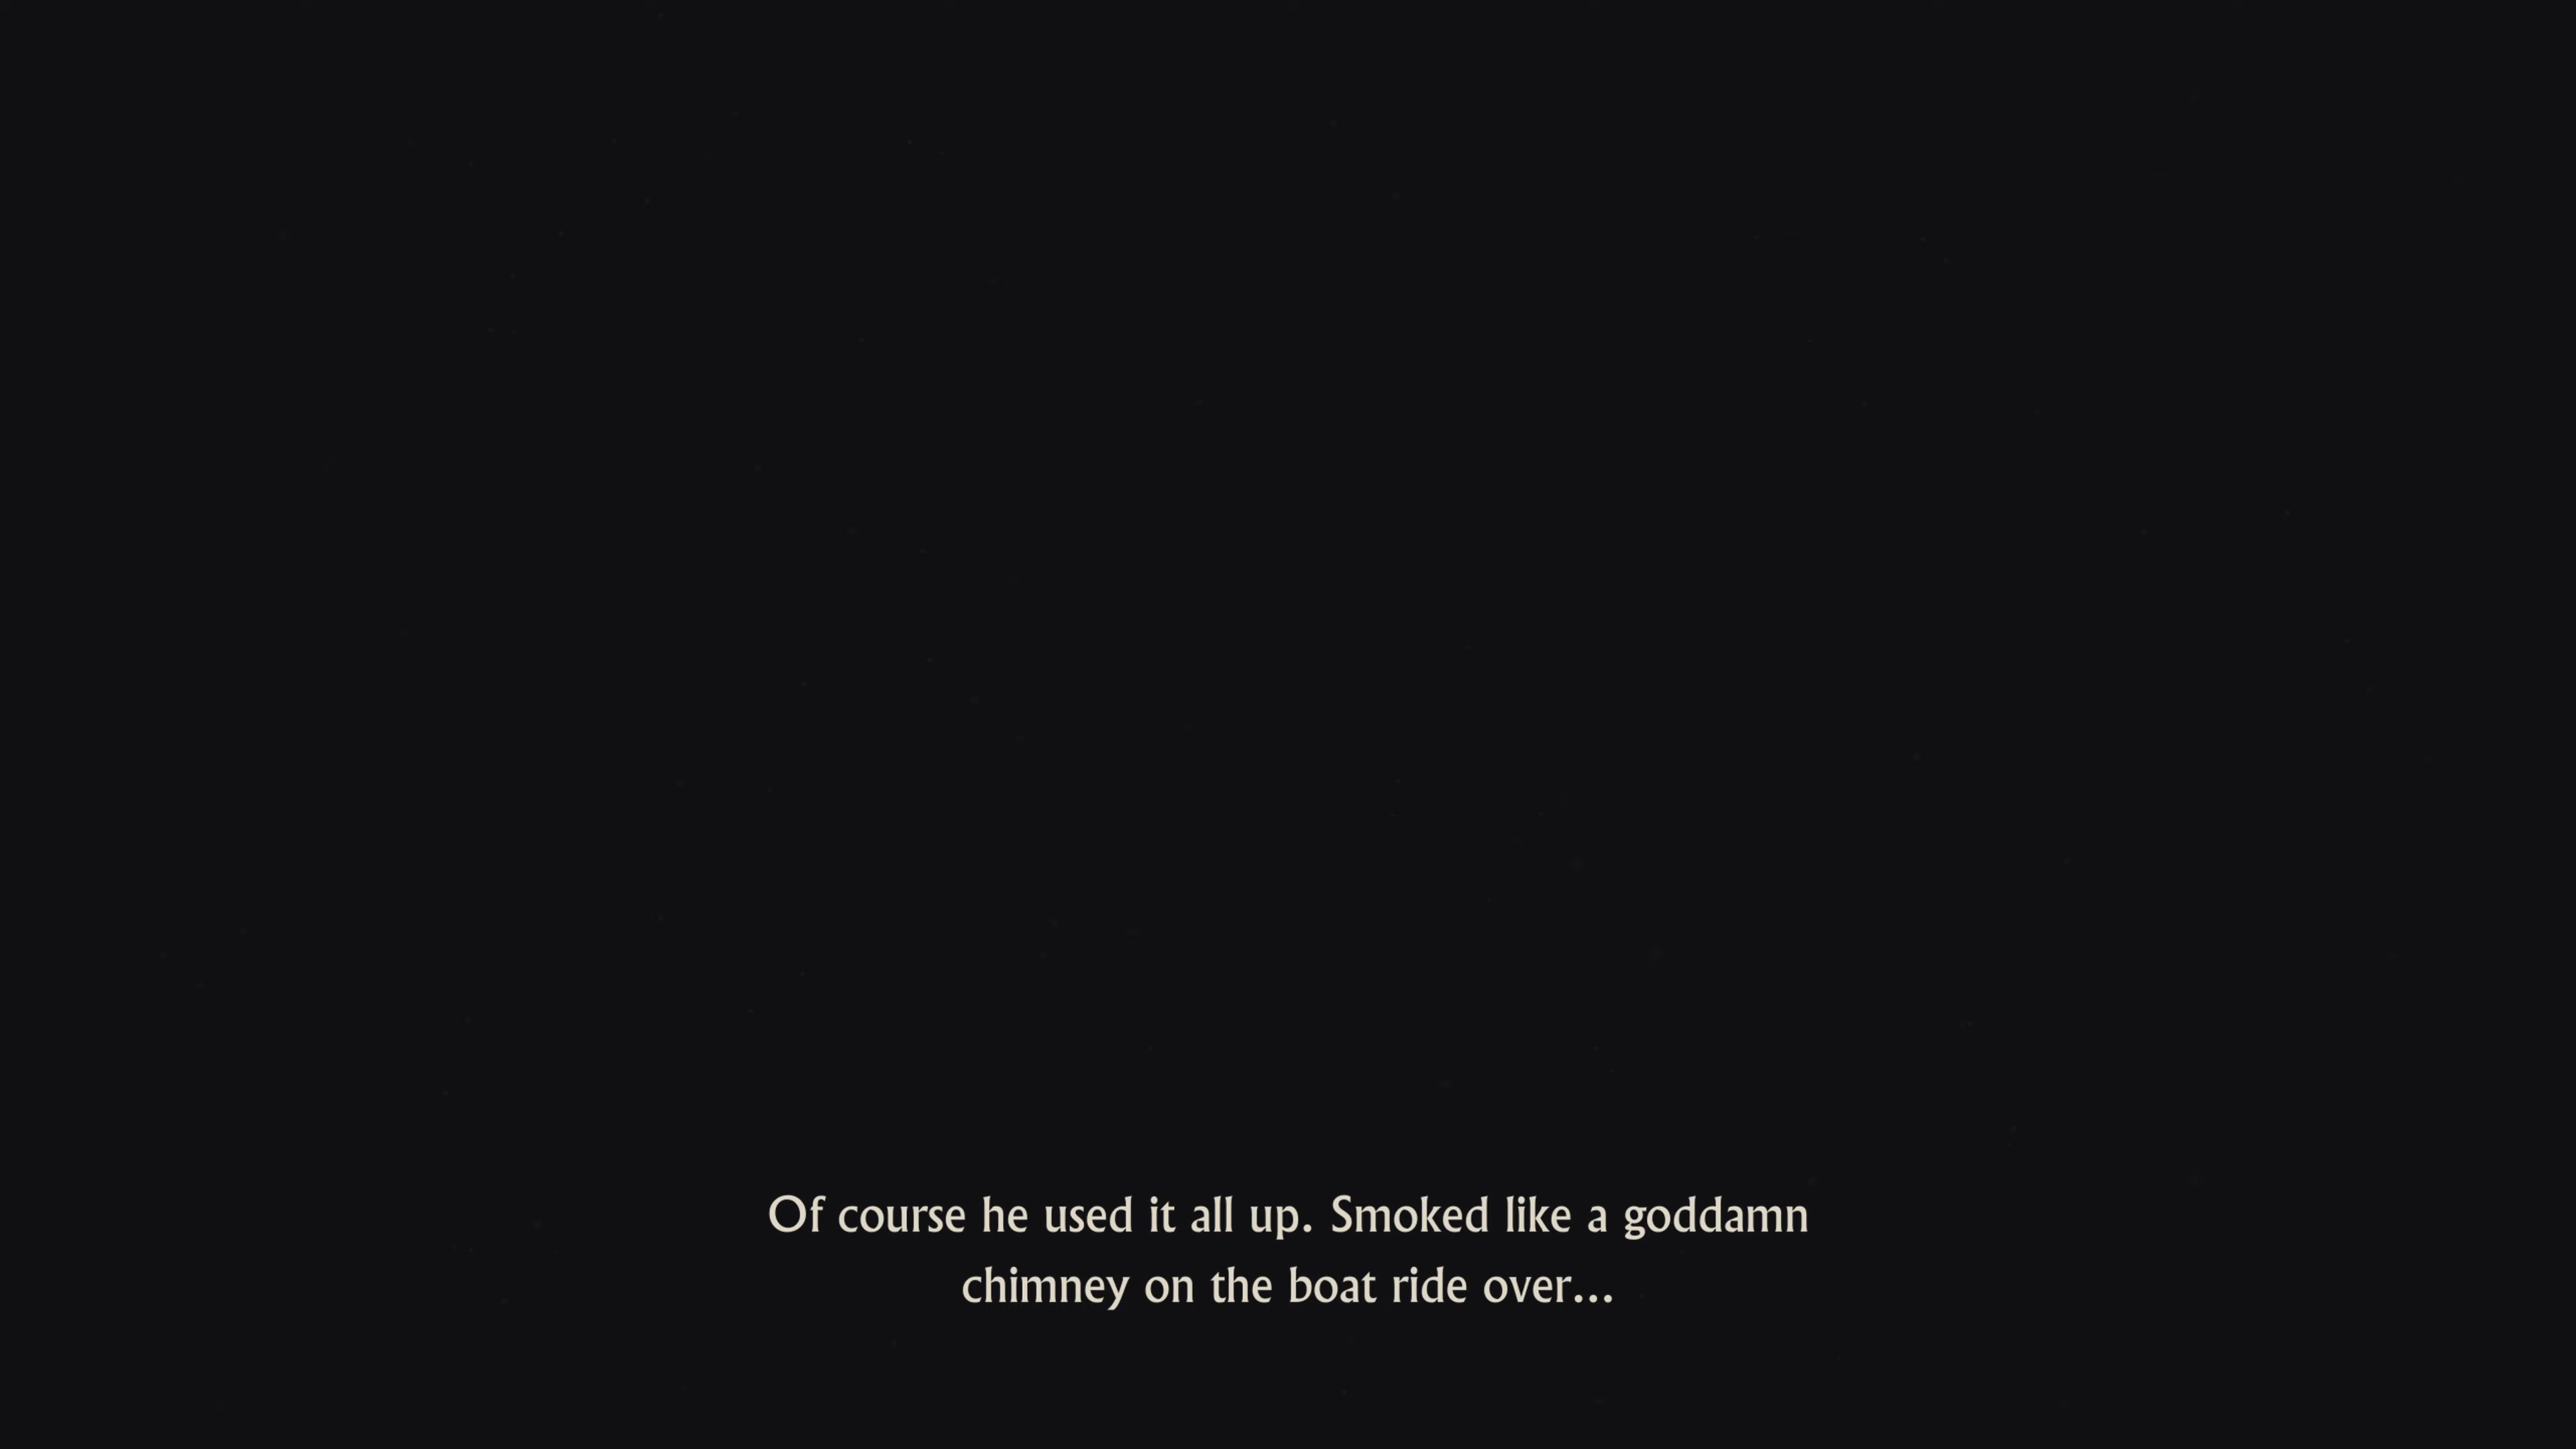 Of course he used it all up. Smoked like a goddamn
chimney on the boat ride over...